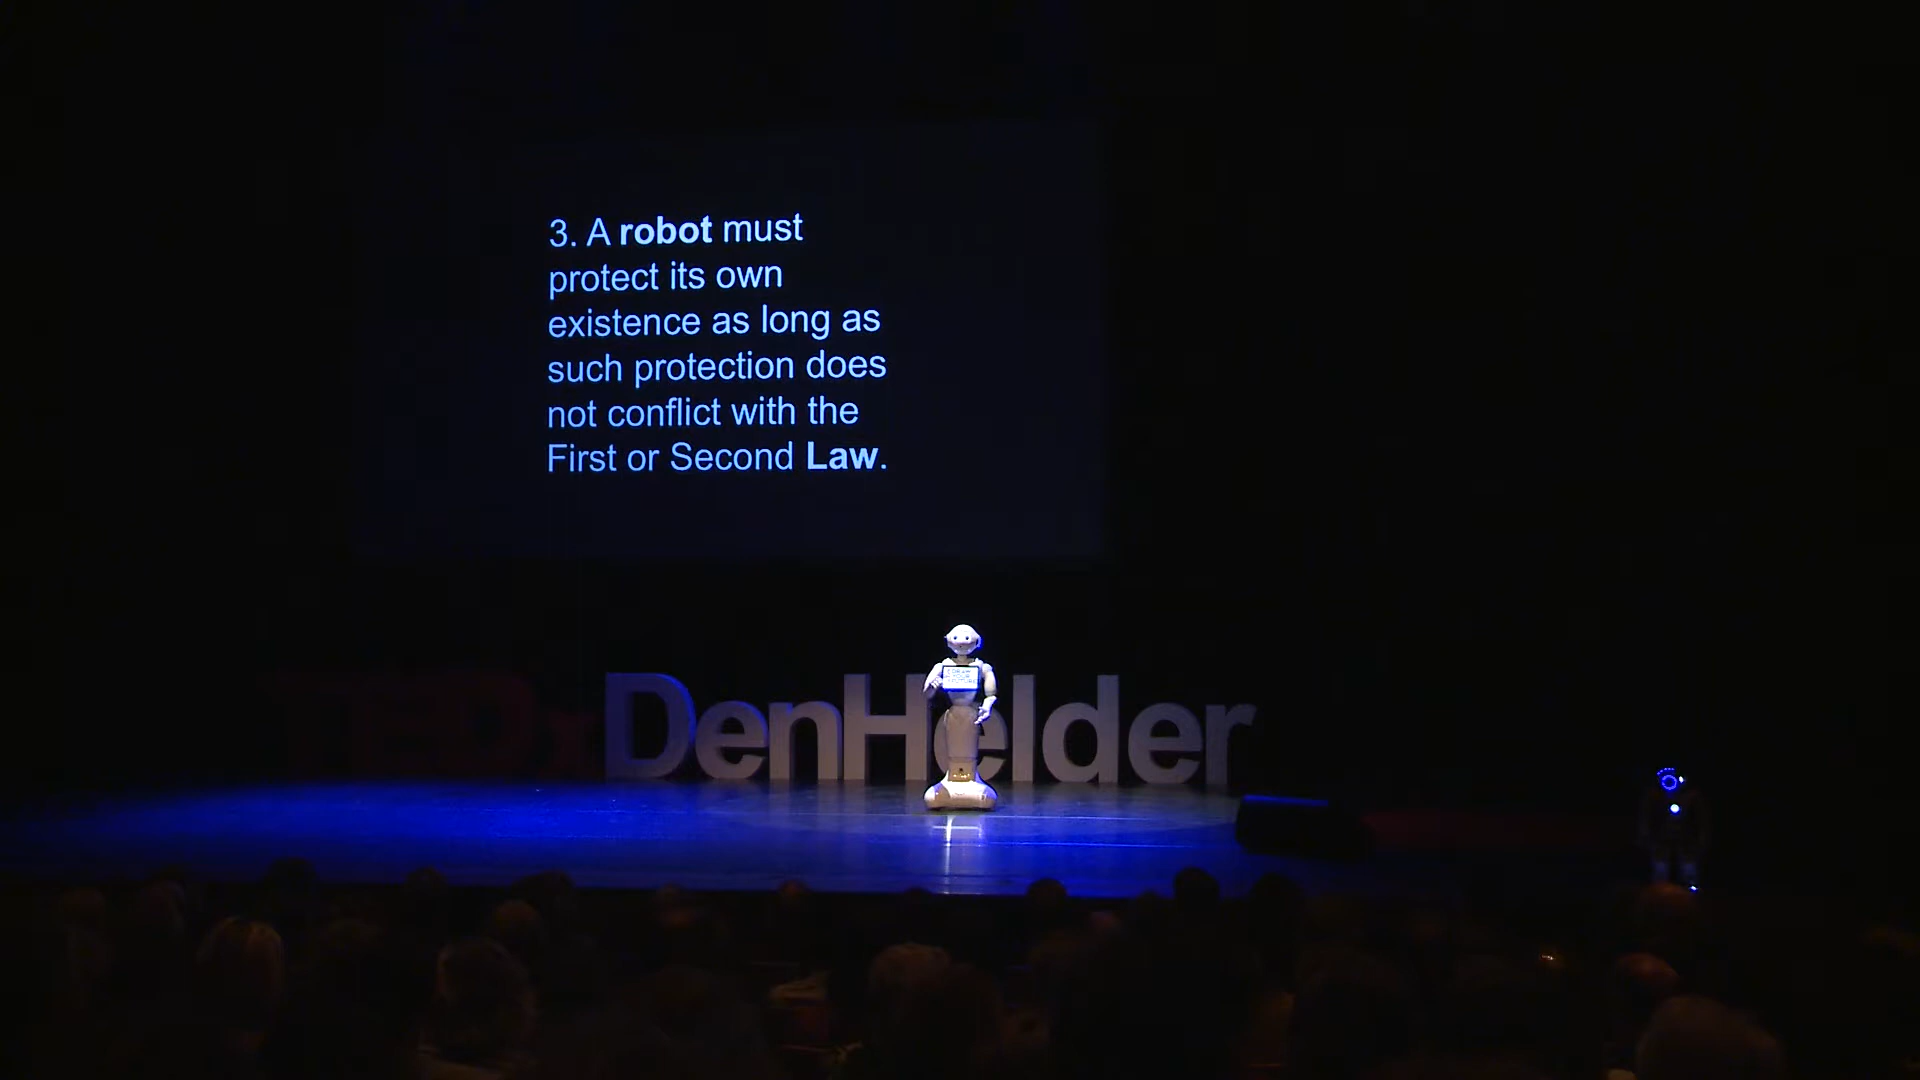 3. A robot must
protect its own
existence as long as
such protection does
not conflict with the
First or Second Law.
TEDxDenHelder